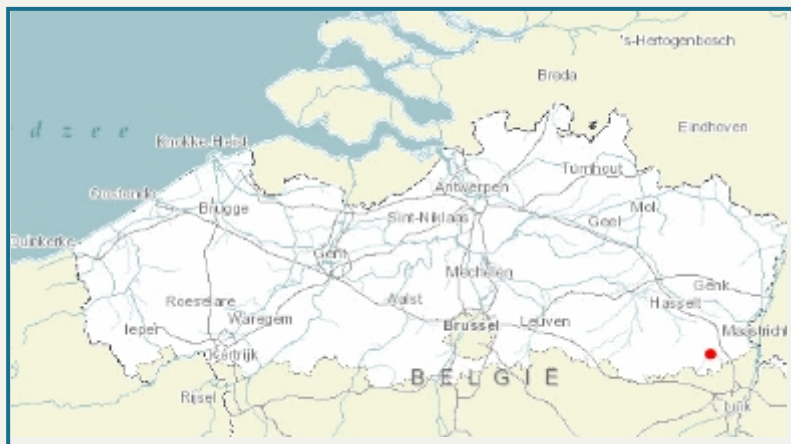 's-Hertogenbosch
Breda
d z e e
Eindhoven
Knokke-Heist
Turnhout
Antwerpen
Oostende
Mol
Brugge
Sint-Niklaas
Geel
Duinkerke
Gent
Mechelen
Genk
Roeselare
Aalst
Hasselt
Waregem
Brussel
Leuven
Ieper
Maastricht
Kortrijk
BELGIË
Rijsel
Luik